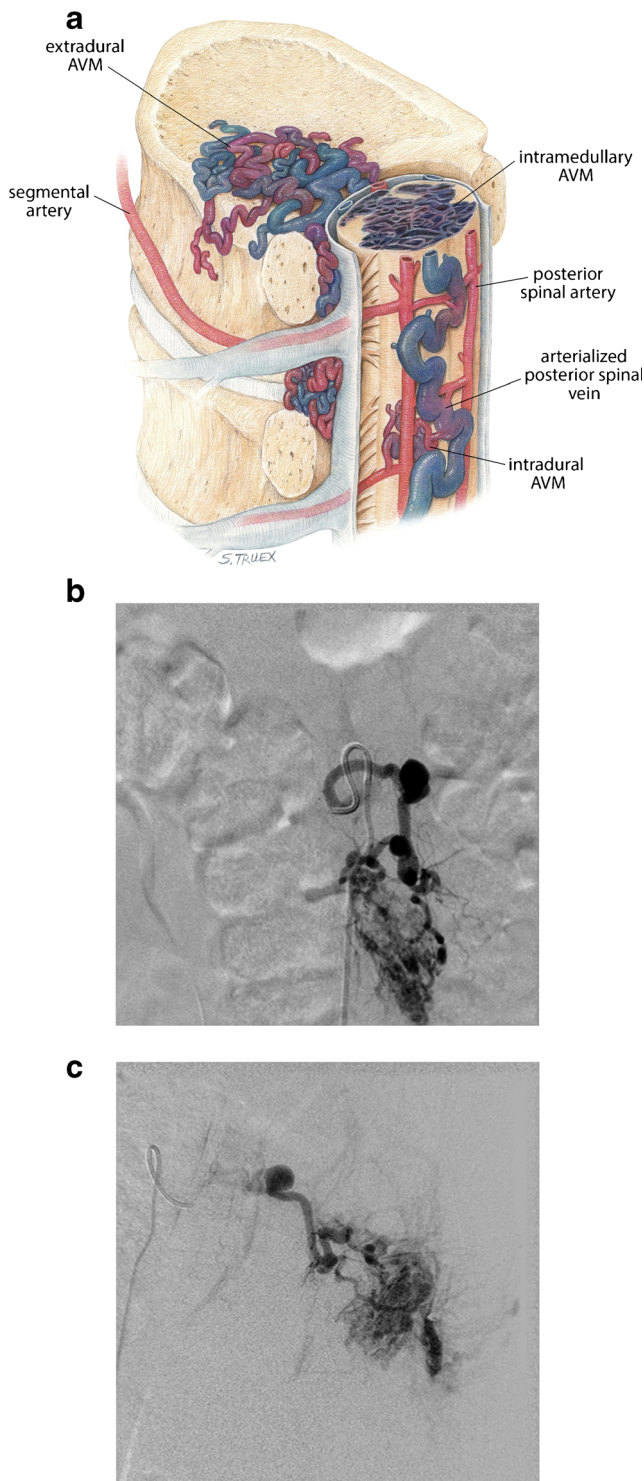 a
extradural
AVM
segmental
artery
intramedullary
AVM
posterior
spinal artery
arterialized
posterior spinal
vein
intradural
AVM
S. TRUEX
b
c